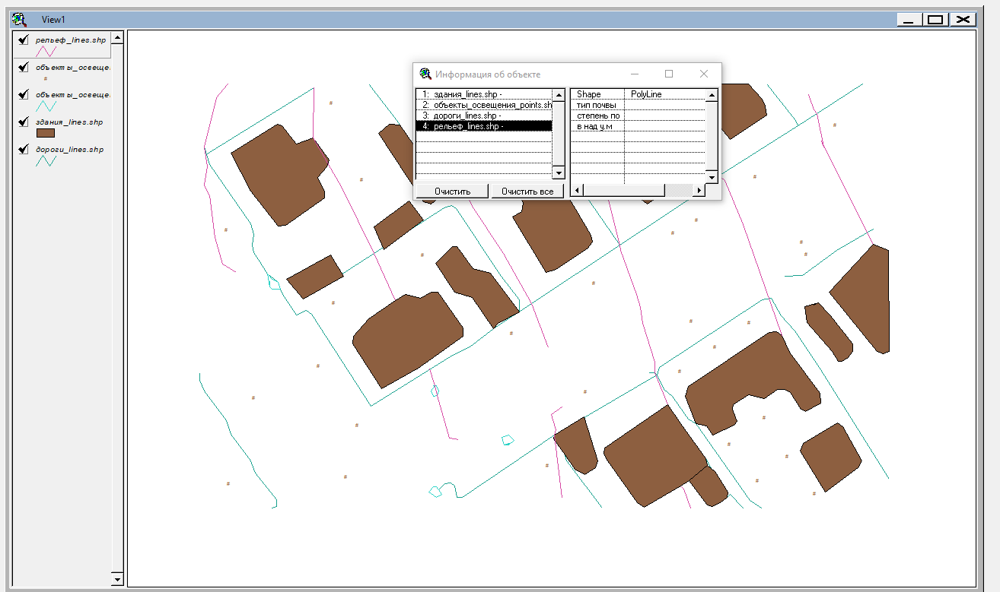 View1
рельеф_lines.shp
объекты_освеще
объекты_освеще
здания_lines.shp
дороги_lines.shp
Информация об объекте
1: здания_lines.shp -
2: объекты_освещения_points.sh
3: дороги_lines.shp -
4: рельеф_lines.shp -
Очистить
Очистить все
Shape PolyLine
тип почвы
степень по
в над у.м